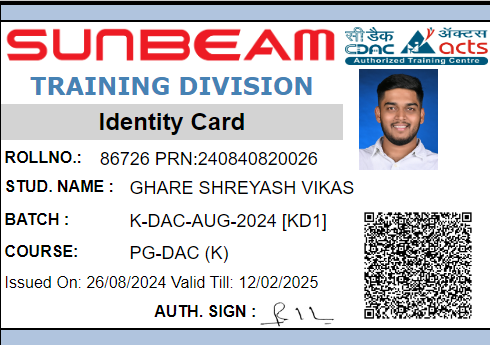 SUNBEAM
सी डैक
CDAC
ॲक्टस
acts
Authorized Training Centre
TRAINING DIVISION
Identity Card
ROLLNO.: 86726 PRN:240840820026
STUD. NAME : GHARE SHREYASH VIKAS
BATCH : K-DAC-AUG-2024 [KD1]
COURSE: PG-DAC (K)
Issued On: 26/08/2024 Valid Till: 12/02/2025
AUTH. SIGN :